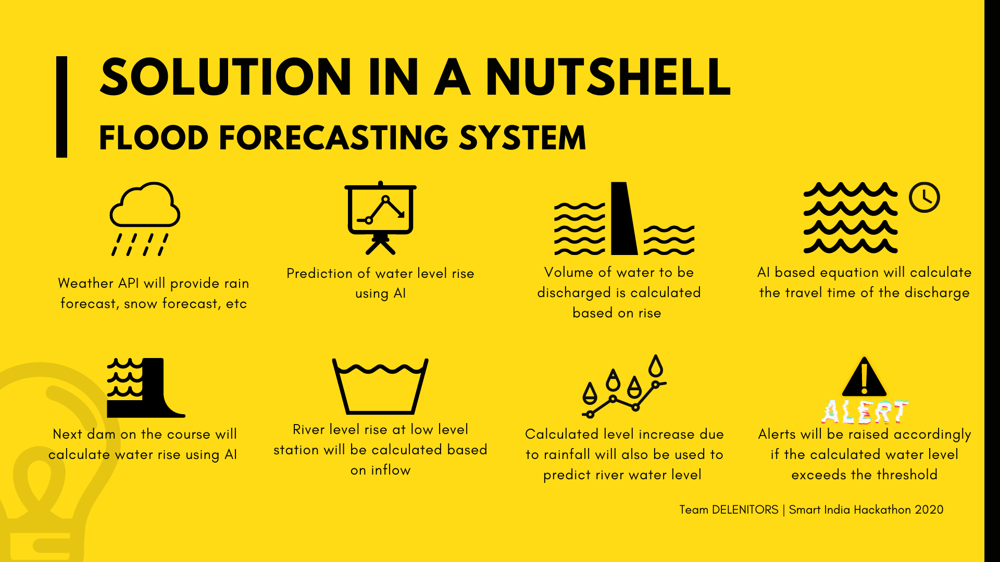 SOLUTION IN A NUTSHELL
FLOOD FORECASTING SYSTEM
Weather API will provide rain
forecast, snow forecast, etc
Prediction of water level rise
using AI
Volume of water to be
discharged is calculated
based on rise
AI based equation will calculate
the travel time of the discharge
Next dam on the course will
calculate water rise using AI
River level rise at low level
station will be calculated based
on inflow
Calculated level increase due
to rainfall will also be used to
predict river water level
ALERT
Alerts will be raised accordingly
if the calculated water level
exceeds the threshold
Team DELENITORS | Smart India Hackathon 2020